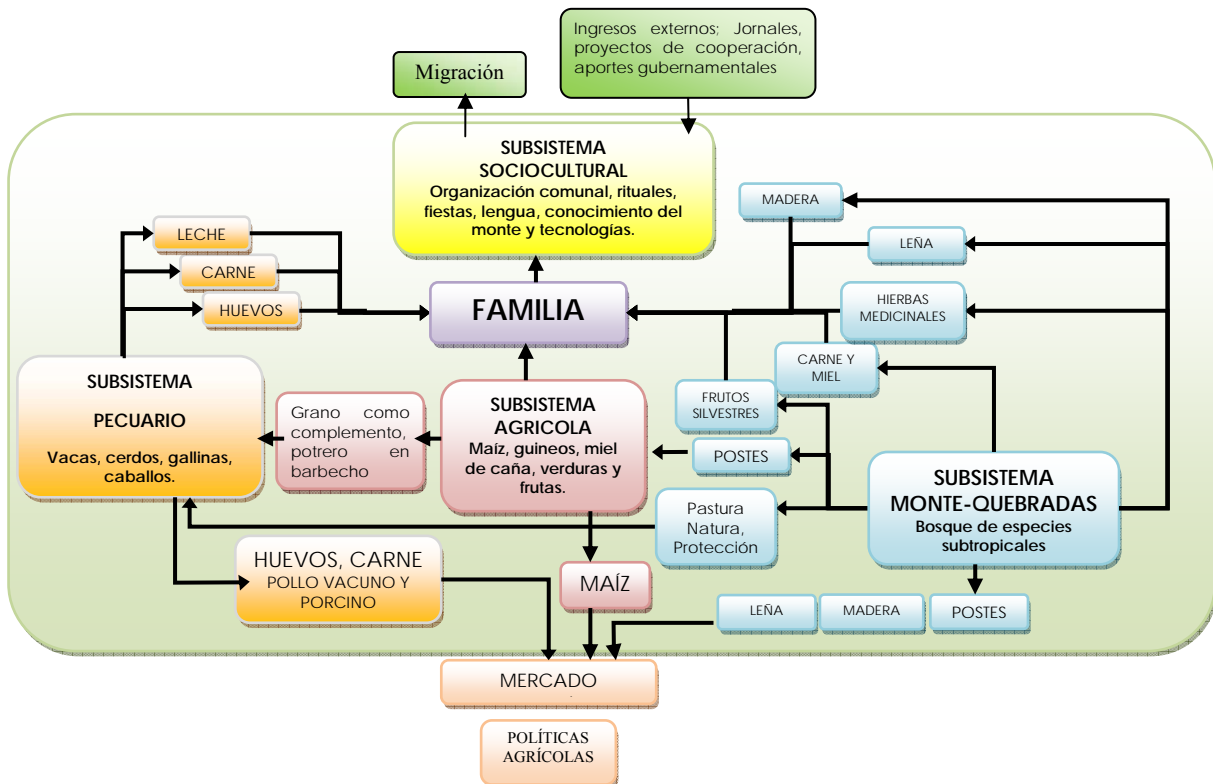 Ingresos externos; Jornales,
proyectos de cooperación,
aportes gubernamentales
Migración
SUBSISTEMA
SOCIOCULTURAL
Organización comunal, rituales,
fiestas, lengua, conocimiento del
monte y tecnologías.
MADERA
LECHE
LEÑA
CARNE
HUEVOS
FAMILIA
HIERBAS
MEDICINALES
CARNE Y
MIEL
SUBSISTEMA
PECUARIO
Vacas, cerdos, gallinas,
caballos.
Grano como
complemento,
potrero en
barbecho
SUBSISTEMA
AGRICOLA
Maíz, guineos, miel
de caña, verduras y
frutas.
FRUTOS
SILVESTRES
POSTES
Pastura
Natura,
Protección
SUBSISTEMA
MONTE-QUEBRADAS
Bosque de especies
subtropicales
HUEVOS, CARNE
POLLO VACUNO Y
PORCINO
MAÍZ
LEÑA
MADERA
POSTES
MERCADO
.
POLÍTICAS
AGRÍCOLAS